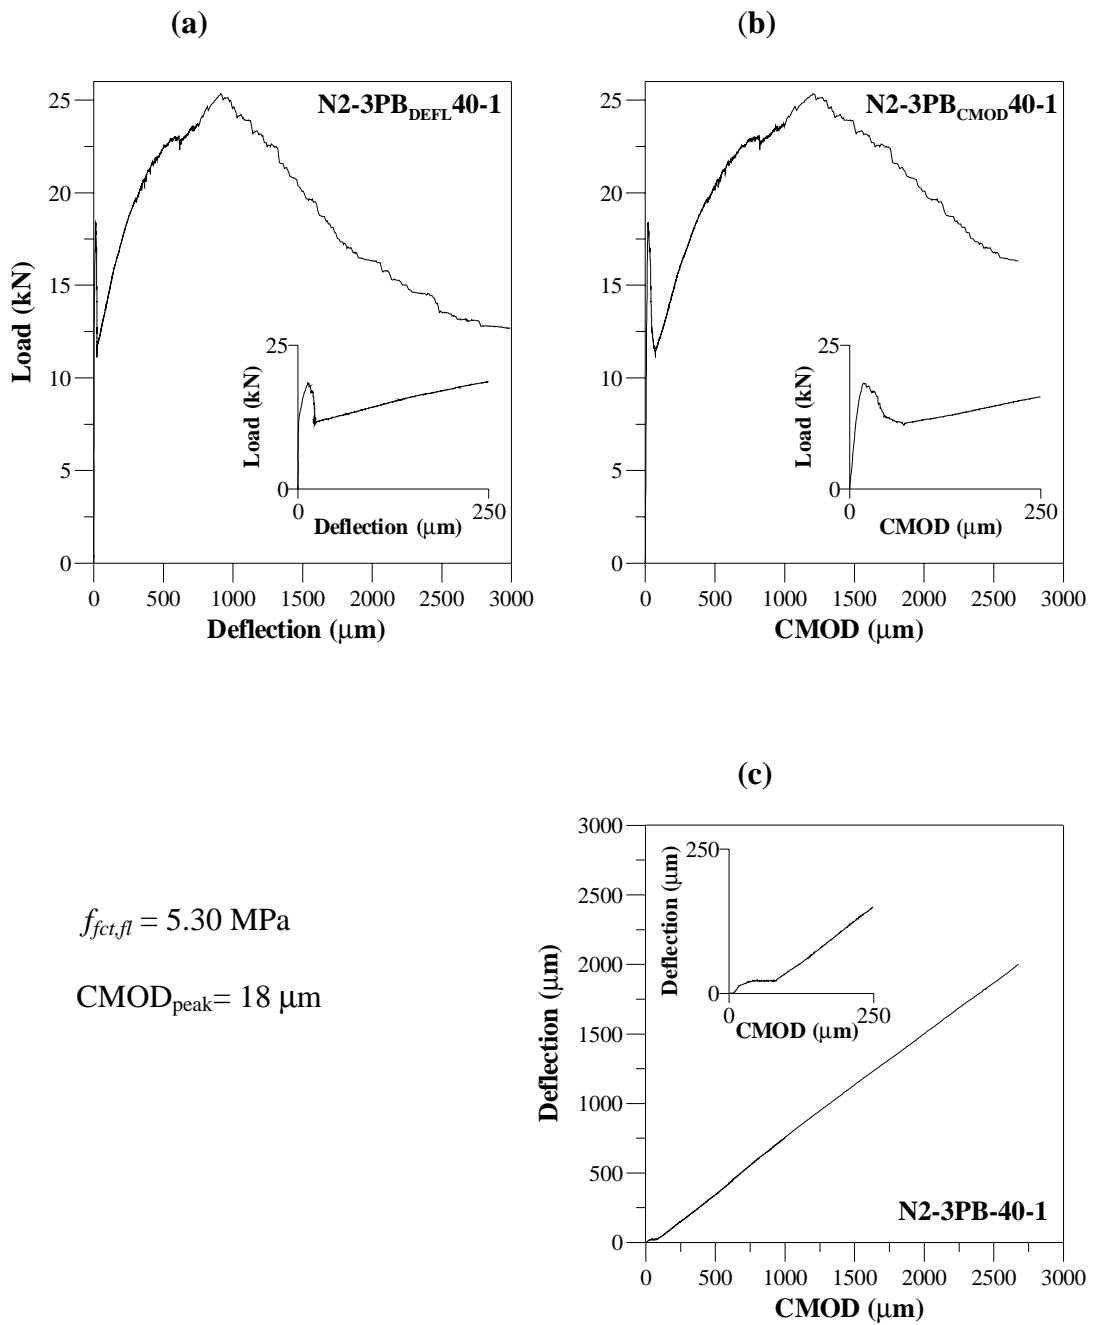 (a)
(b)
N2-3PB_DEFL40-1
Load (kN)
25
20
15
10
5
0
0 500 1000 1500 2000 2500 3000
Deflection (μm)
25
Load (kN)
0
0 250
Deflection (μm)
N2-3PB_CMOD40-1
Load (kN)
25
20
15
10
5
0
0 500 1000 1500 2000 2500 3000
CMOD (μm)
25
Load (kN)
0
0 250
CMOD (μm)
(c)
f_fct,fl = 5.30 MPa
CMOD_peak= 18 μm
Deflection (μm)
3000
2500
2000
1500
1000
500
0
0 500 1000 1500 2000 2500 3000
CMOD (μm)
Deflection (μm)
250
0
0 250
CMOD (μm)
N2-3PB-40-1